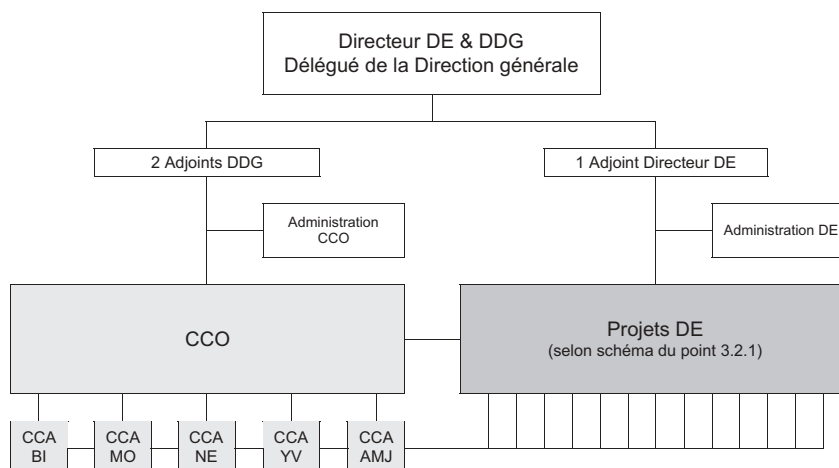 Directeur DE & DDG
Délégué de la Direction générale
2 Adjoints DDG
1 Adjoint Directeur DE
Administration
CCO
Administration DE
CCO
Projets DE
(selon schéma du point 3.2.1)
CCA
BI
CCA
MO
CCA
NE
CCA
YV
CCA
AMJ